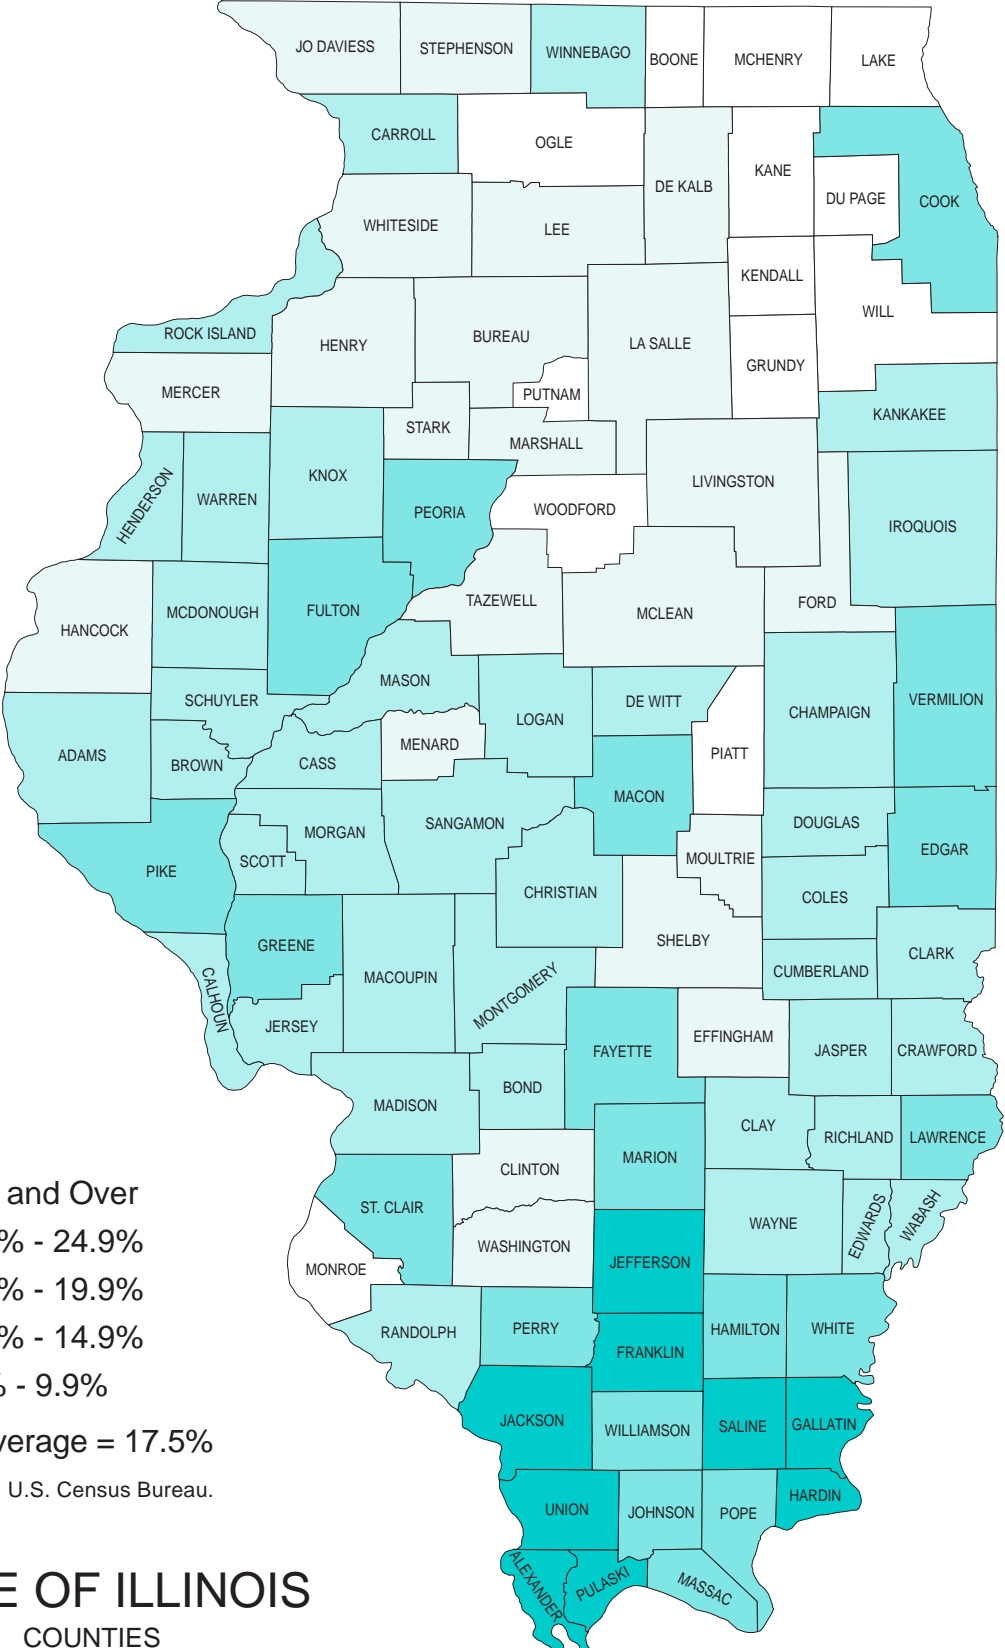 JO DAVIESS
STEPHENSON
WINNEBAGO
BOONE
MCHENRY
LAKE
CARROLL
OGLE
DE KALB
KANE
DU PAGE
COOK
WHITESIDE
LEE
KENDALL
WILL
ROCK ISLAND
HENRY
BUREAU
LA SALLE
GRUNDY
MERCER
PUTNAM
KANKAKEE
STARK
MARSHALL
HENDERSON
WARREN
KNOX
PEORIA
WOODFORD
LIVINGSTON
IROQUOIS
HANCOCK
MCDONOUGH
FULTON
TAZEWELL
MCLEAN
FORD
SCHUYLER
MASON
LOGAN
DE WITT
CHAMPAIGN
VERMILION
ADAMS
BROWN
CASS
MENARD
PIATT
MACON
PIKE
SCOTT
MORGAN
SANGAMON
DOUGLAS
EDGAR
MOULTRIE
CHRISTIAN
COLES
GREENE
MACOUPIN
MONTGOMERY
SHELBY
CUMBERLAND
CLARK
CALHOUN
JERSEY
FAYETTE
EFFINGHAM
JASPER
CRAWFORD
MADISON
BOND
CLAY
RICHLAND
LAWRENCE
CLINTON
MARION
ST. CLAIR
WAYNE
EDWARDS
WABASH
WASHINGTON
JEFFERSON
MONROE
RANDOLPH
PERRY
FRANKLIN
HAMILTON
WHITE
JACKSON
WILLIAMSON
SALINE
GALLATIN
UNION
JOHNSON
POPE
HARDIN
ALEXANDER
PULASKI
MASSAC
and Over
% - 24.9%
% - 19.9%
% - 14.9%
% - 9.9%
verage = 17.5%
U.S. Census Bureau.
E OF ILLINOIS
COUNTIES